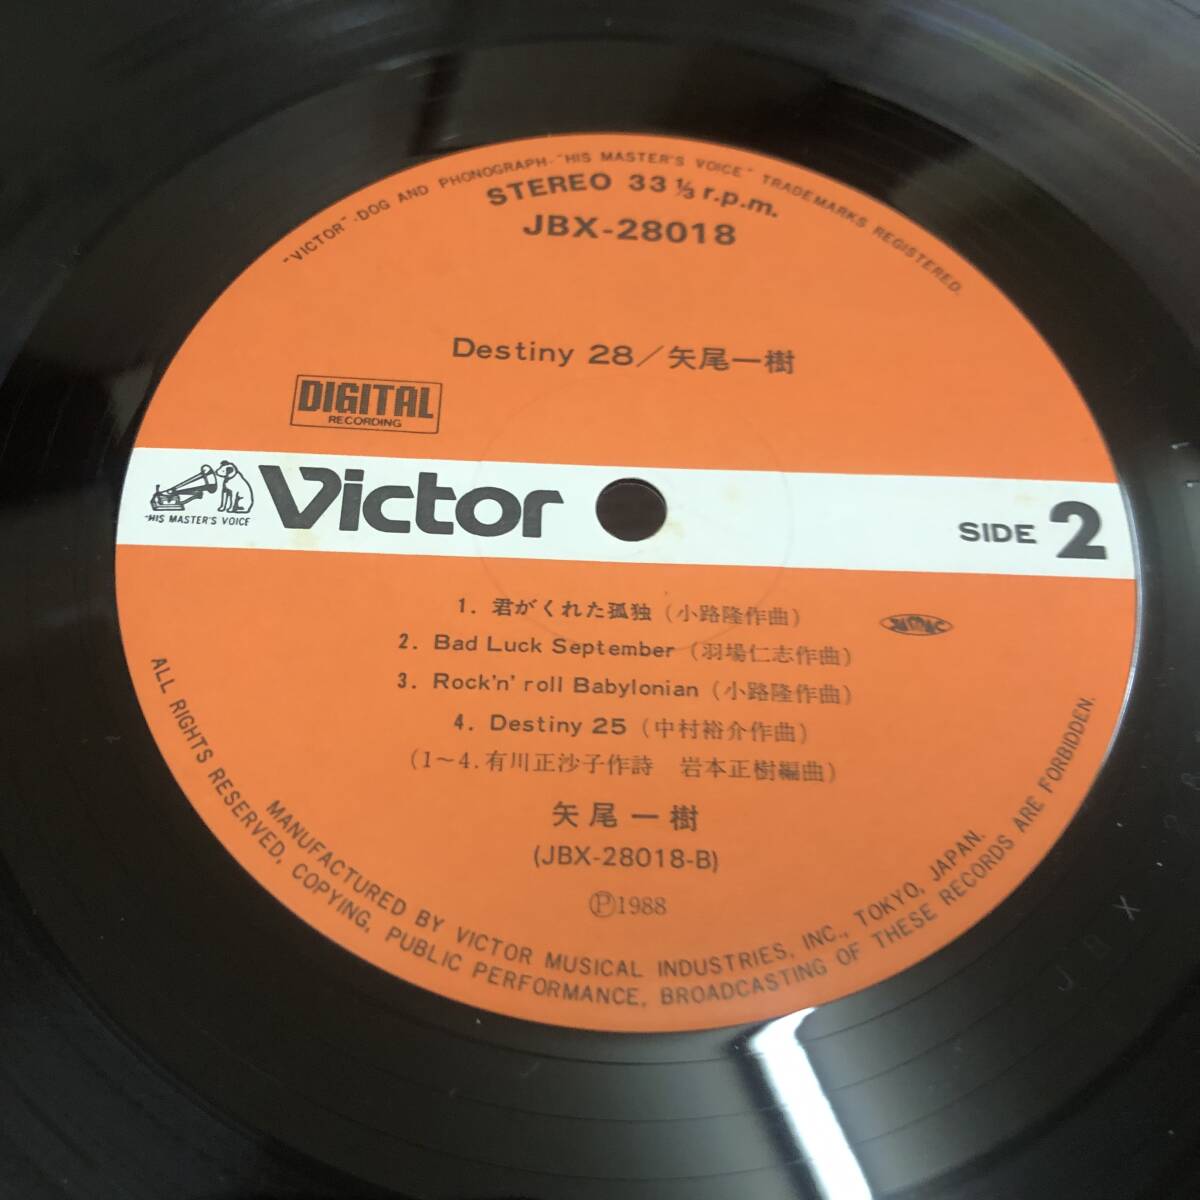 "VICTOR"-DOG AND PHONOGRAPH-"HIS MASTER'S VOICE" TRADEMARKS REGISTERED.
STEREO 33 ⅓ r.p.m.
JBX-28018
Destiny 28／矢尾一樹
DIGITAL
RECORDING
"HIS MASTER'S VOICE
Victor
SIDE 2
1. 君がくれた孤独（小路隆作曲）
2. Bad Luck September（羽場仁志作曲）
3. Rock'n' roll Babylonian（小路隆作曲）
4. Destiny 25（中村裕介作曲）
（1〜4. 有川正沙子作詩　岩本正樹編曲）
矢尾一樹
(JBX-28018-B)
Ⓟ1988
MANUFACTURED BY VICTOR MUSICAL INDUSTRIES, INC., TOKYO, JAPAN.
ALL RIGHTS RESERVED. COPYING, PUBLIC PERFORMANCE, BROADCASTING OF THESE RECORDS ARE FORBIDDEN.
JBX